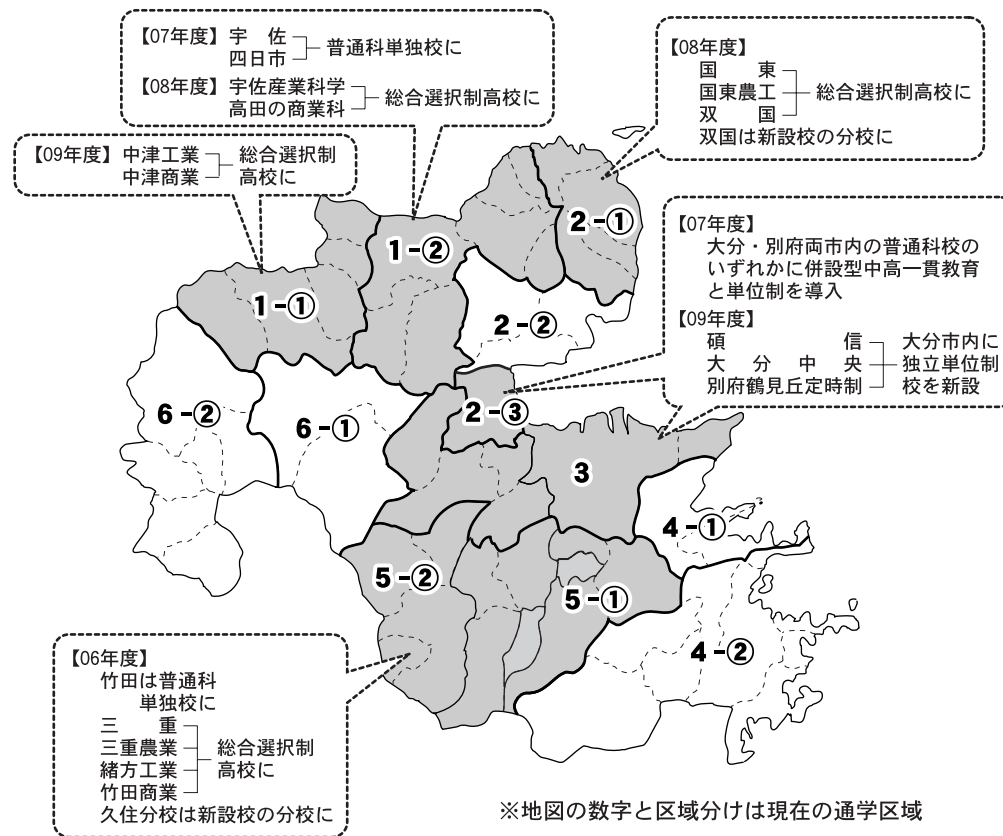 【07年度】宇 佐
四日市
普通科単独校に
【08年度】宇佐産業科学
高田の商業科
総合選択制高校に
【08年度】
国 東
国東農工
双 国
総合選択制高校に
双国は新設校の分校に
【09年度】中津工業
中津商業
総合選択制
高校に
【07年度】
大分・別府両市内の普通科校の
いずれかに併設型中高一貫教育
と単位制を導入
【09年度】
碩 信
大 分 中 央
別府鶴見丘定時制
大分市内に
独立単位制
校を新設
1-①
1-②
2-①
2-②
2-③
3
4-①
4-②
5-①
5-②
6-①
6-②
【06年度】
竹田は普通科
単独校に
三 重
三重農業
緒方工業
竹田商業
総合選択制
高校に
久住分校は新設校の分校に
※地図の数字と区域分けは現在の通学区域